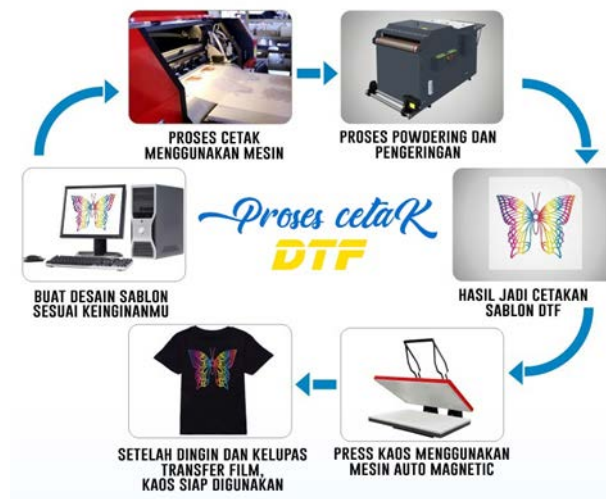 PROSES CETAK
MENGGUNAKAN MESIN
PROSES POWDERING DAN
PENGERINGAN
Proses cetaK
DTF
BUAT DESAIN SABLON
SESUAI KEINGINANMU
HASIL JADI CETAKAN
SABLON DTF
SETELAH DINGIN DAN KELUPAS
TRANSFER FILM,
KAOS SIAP DIGUNAKAN
PRESS KAOS MENGGUNAKAN
MESIN AUTO MAGNETIC